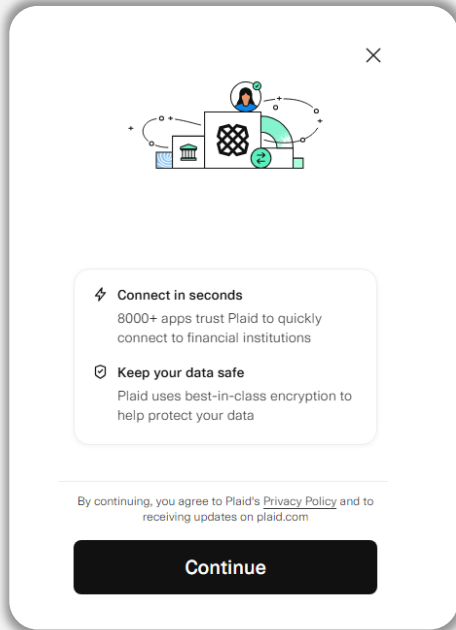 Connect in seconds
8000+ apps trust Plaid to quickly
connect to financial institutions
Keep your data safe
Plaid uses best-in-class encryption to
help protect your data
By continuing, you agree to Plaid's Privacy Policy and to
receiving updates on plaid.com
Continue